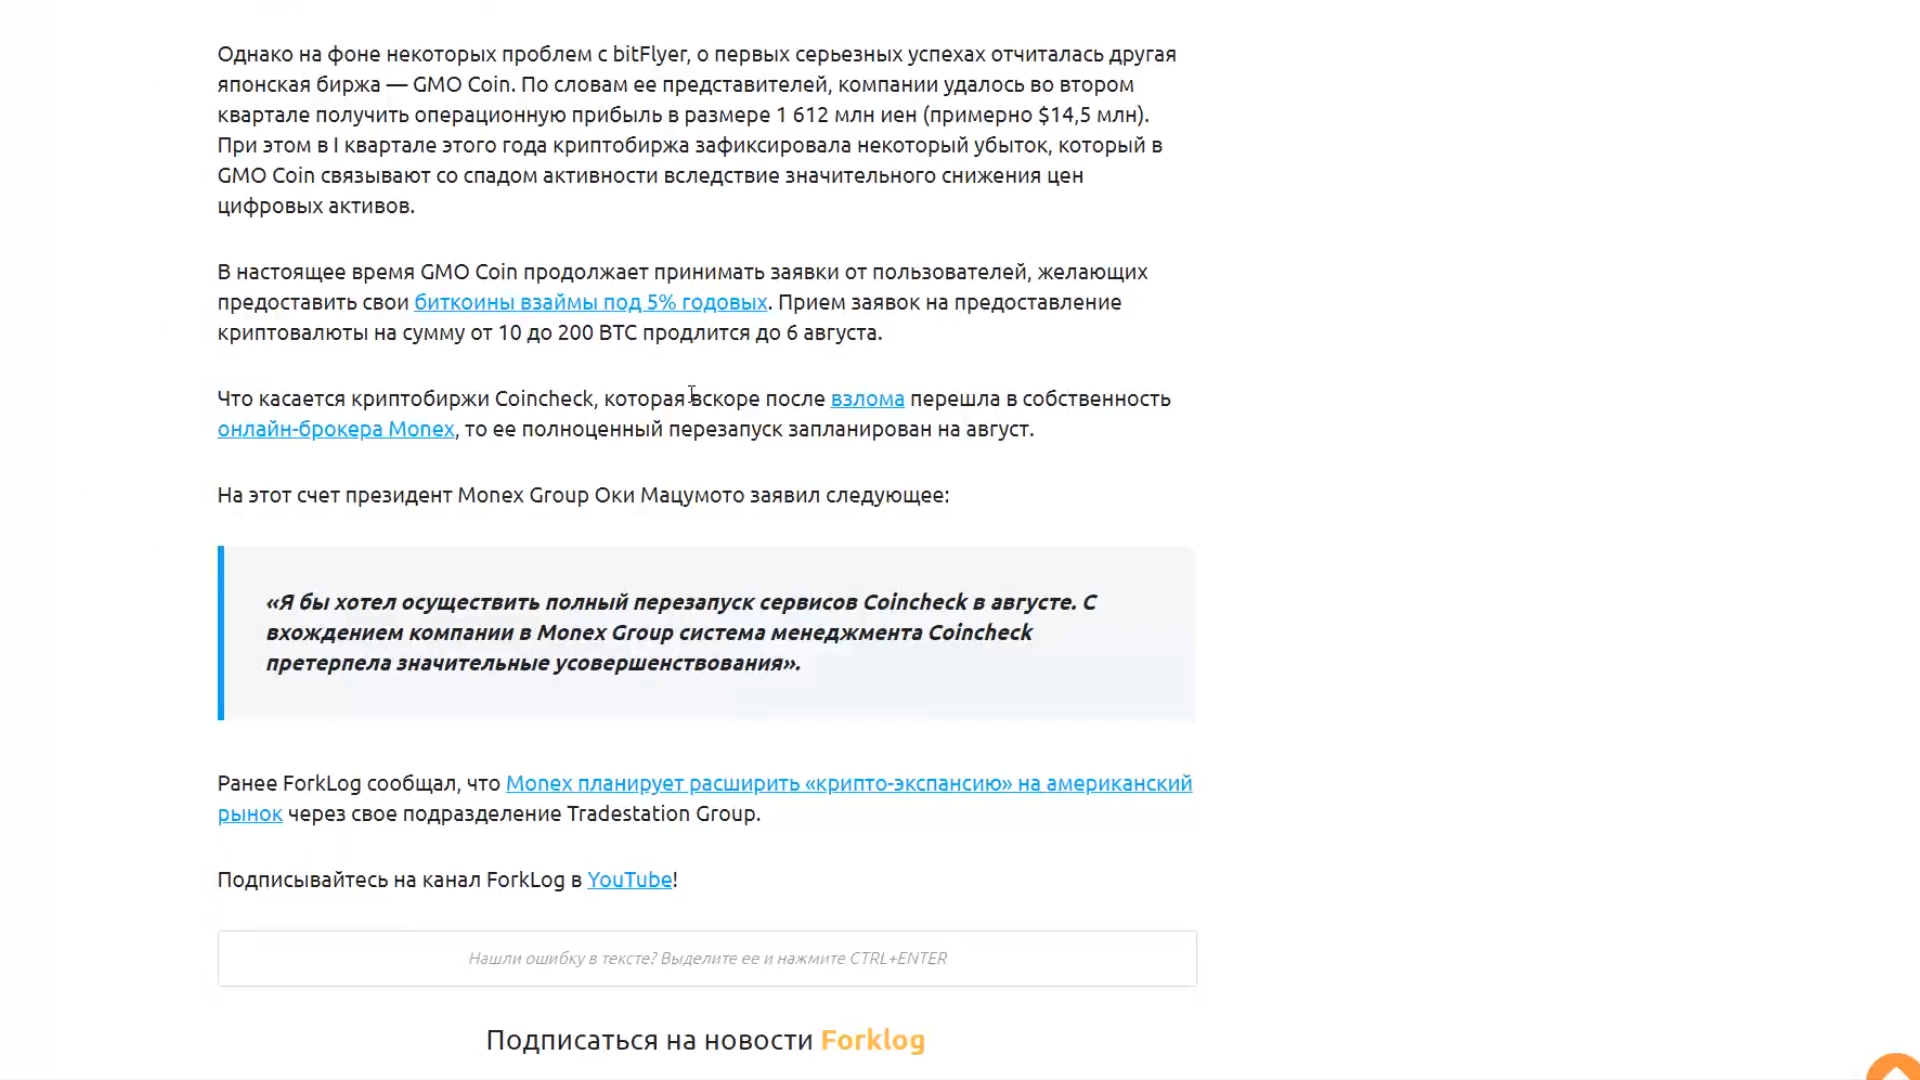 Однако на фоне некоторых проблем с bitFlyer, о первых серьезных успехах отчиталась другая
японская биржа — GMO Coin. По словам ее представителей, компании удалось во втором
квартале получить операционную прибыль в размере 1 612 млн иен (примерно $14,5 млн).
При этом в I квартале этого года криптобиржа зафиксировала некоторый убыток, который в
GMO Coin связывают со спадом активности вследствие значительного снижения цен
цифровых активов.
В настоящее время GMO Coin продолжает принимать заявки от пользователей, желающих
предоставить свои биткоины взаймы под 5% годовых. Прием заявок на предоставление
криптовалюты на сумму от 10 до 200 BTC продлится до 6 августа.
Что касается криптобиржи Coincheck, которая вскоре после взлома перешла в собственность
онлайн-брокера Monex, то ее полноценный перезапуск запланирован на август.
На этот счет президент Monex Group Оки Мацумото заявил следующее:
«Я бы хотел осуществить полный перезапуск сервисов Coincheck в августе. С
вхождением компании в Monex Group система менеджмента Coincheck
претерпела значительные усовершенствования».
Ранее ForkLog сообщал, что Monex планирует расширить «крипто-экспансию» на американский
рынок через свое подразделение Tradestation Group.
Подписывайтесь на канал ForkLog в YouTube!
Нашли ошибку в тексте? Выделите ее и нажмите CTRL+ENTER
Подписаться на новости Forklog